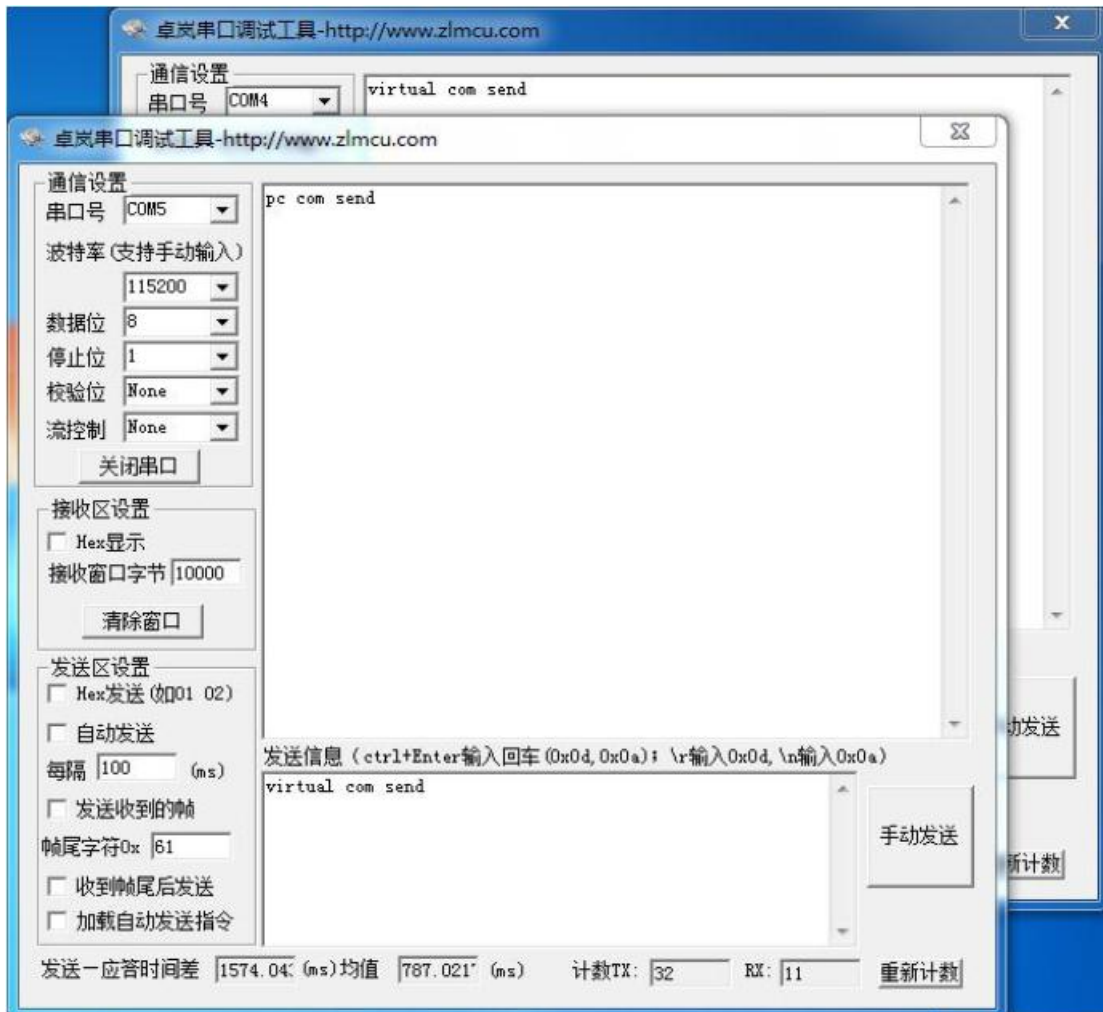 卓岚串口调试工具-http://www.zlmcu.com
x
通信设置
串口号 COM4
virtual com send
卓岚串口调试工具-http://www.zlmcu.com
通信设置
串口号 COM5
pc com send
波特率(支持手动输入)
115200
数据位 8
停止位 1
校验位 None
流控制 None
关闭串口
接收区设置
Hex显示
接收窗口字节 10000
清除窗口
发送区设置
Hex发送(如01 02)
自动发送
动发送
每隔 100 (ms)
发送信息(ctrl+Enter输入回车(0x0d,0x0a); \r输入0x0d,\n输入0x0a)
virtual com send
发送收到的帧
手动发送
帧尾字符0x 61
新计数
收到帧尾后发送
加载自动发送指令
发送一应答时间差 1574.04 (ms)均值 787.021 (ms) 计数TX: 32 RX: 11 重新计数